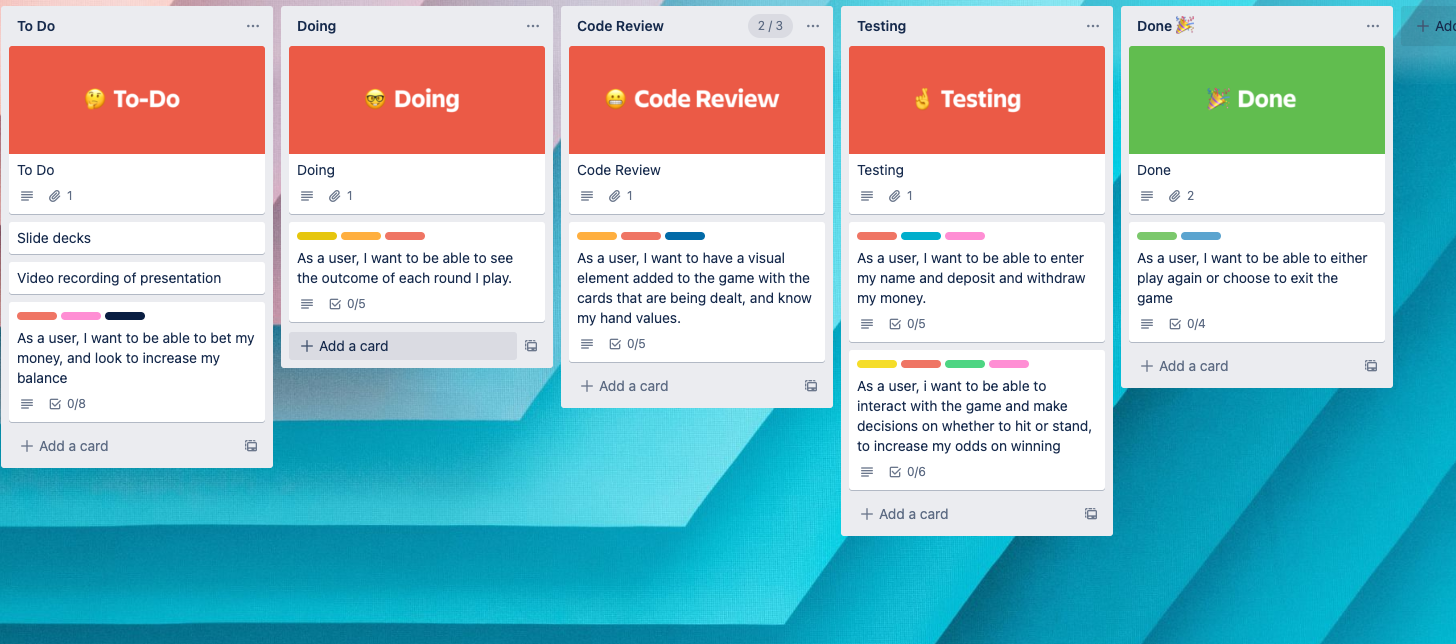 To Do
🤔 To-Do
To Do
1
Slide decks
Video recording of presentation
As a user, I want to be able to bet my
money, and look to increase my
balance
0/8
+ Add a card
Doing
🤓 Doing
Doing
1
As a user, I want to be able to see
the outcome of each round I play.
0/5
+ Add a card
Code Review
2 / 3
😬 Code Review
Code Review
1
As a user, I want to have a visual
element added to the game with the
cards that are being dealt, and know
my hand values.
0/5
+ Add a card
Testing
🤞 Testing
Testing
1
As a user, I want to be able to enter
my name and deposit and withdraw
my money.
0/5
As a user, i want to be able to
interact with the game and make
decisions on whether to hit or stand,
to increase my odds on winning
0/6
+ Add a card
Done 🎉
🎉 Done
Done
2
As a user, I want to be able to either
play again or choose to exit the
game
0/4
+ Add a card
+ Add